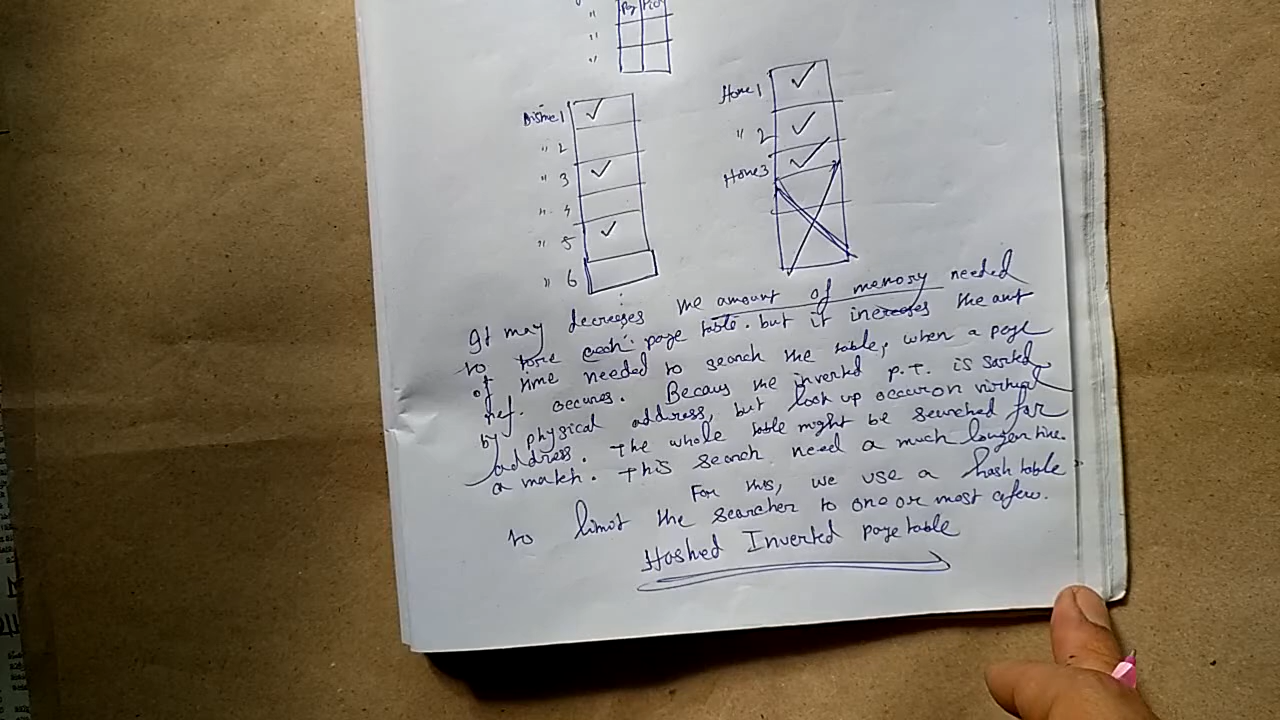 "
"
"
Home 1
" 2
Home 3
1
" 2
" 3
" 4
" 5
" 6
It may decreases the amount of memory needed
to store each page table. but it increases the amt
of time needed to search the table, when a page
ref. occures. Becaus the inverted p.t. is sorted
by physical address, but look up occur on virtual
address. The whole table might be searched for
a match. This search need a much longer time.
For this, we use a hash table
to limit the searcher to one or most a few.
Hashed Inverted page table